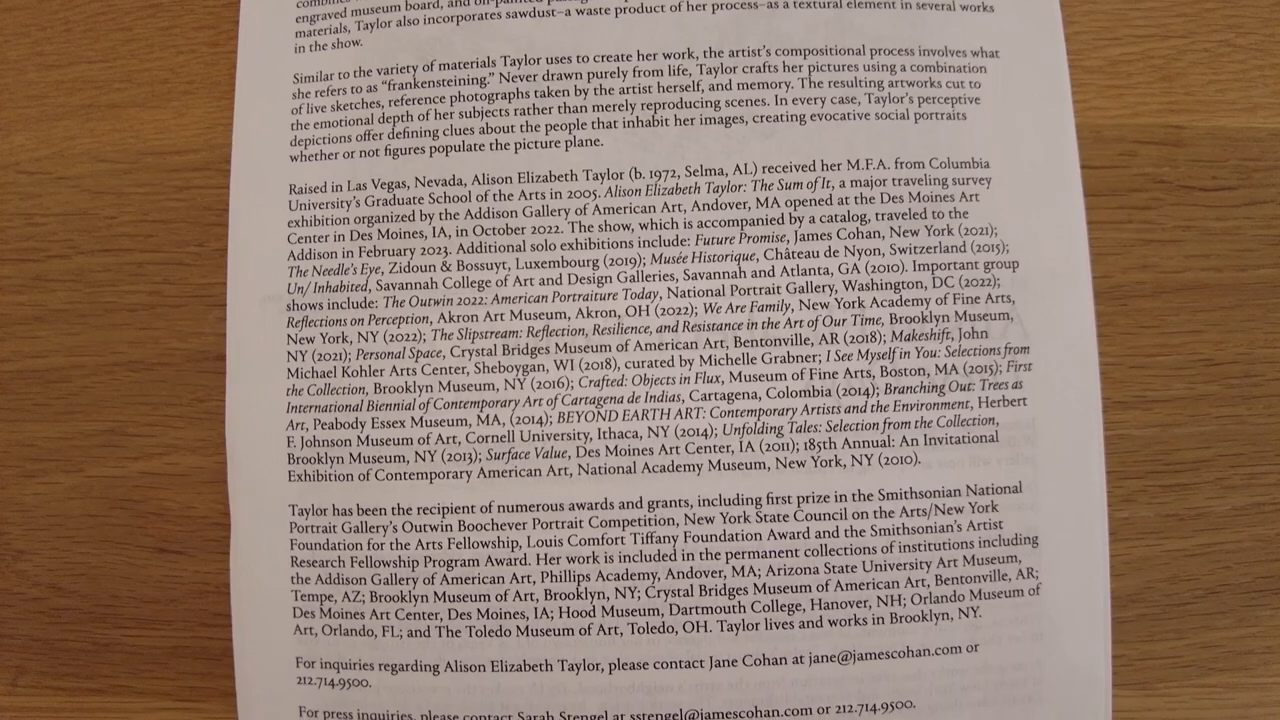 engraved museum board, and oil-painted
materials, Taylor also incorporates sawdust–a waste product of her process–as a textural element in several works
in the show.
Similar to the variety of materials Taylor uses to create her work, the artist's compositional process involves what
she refers to as "frankensteining." Never drawn purely from life, Taylor crafts her pictures using a combination
of live sketches, reference photographs taken by the artist herself, and memory. The resulting artworks cut to
the emotional depth of her subjects rather than merely reproducing scenes. In every case, Taylor's perceptive
depictions offer defining clues about the people that inhabit her images, creating evocative social portraits
whether or not figures populate the picture plane.
Raised in Las Vegas, Nevada, Alison Elizabeth Taylor (b. 1972, Selma, AL) received her M.F.A. from Columbia
University's Graduate School of the Arts in 2005. Alison Elizabeth Taylor: The Sum of It, a major traveling survey
exhibition organized by the Addison Gallery of American Art, Andover, MA opened at the Des Moines Art
Center in Des Moines, IA, in October 2022. The show, which is accompanied by a catalog, traveled to the
Addison in February 2023. Additional solo exhibitions include: Future Promise, James Cohan, New York (2021);
The Needle's Eye, Zidoun & Bossuyt, Luxembourg (2019); Musée Historique, Château de Nyon, Switzerland (2015);
Un/Inhabited, Savannah College of Art and Design Galleries, Savannah and Atlanta, GA (2010). Important group
shows include: The Outwin 2022: American Portraiture Today, National Portrait Gallery, Washington, DC (2022);
Reflections on Perception, Akron Art Museum, Akron, OH (2022); We Are Family, New York Academy of Fine Arts,
New York, NY (2022); The Slipstream: Reflection, Resilience, and Resistance in the Art of Our Time, Brooklyn Museum,
NY (2021); Personal Space, Crystal Bridges Museum of American Art, Bentonville, AR (2018); Makeshift, John
Michael Kohler Arts Center, Sheboygan, WI (2018), curated by Michelle Grabner; I See Myself in You: Selections from
the Collection, Brooklyn Museum, NY (2016); Crafted: Objects in Flux, Museum of Fine Arts, Boston, MA (2015); First
International Biennial of Contemporary Art of Cartagena de Indias, Cartagena, Colombia (2014); Branching Out: Trees as
Art, Peabody Essex Museum, MA, (2014); BEYOND EARTH ART: Contemporary Artists and the Environment, Herbert
F. Johnson Museum of Art, Cornell University, Ithaca, NY (2014); Unfolding Tales: Selection from the Collection,
Brooklyn Museum, NY (2013); Surface Value, Des Moines Art Center, IA (2011); 185th Annual: An Invitational
Exhibition of Contemporary American Art, National Academy Museum, New York, NY (2010).
Taylor has been the recipient of numerous awards and grants, including first prize in the Smithsonian National
Portrait Gallery's Outwin Boochever Portrait Competition, New York State Council on the Arts/New York
Foundation for the Arts Fellowship, Louis Comfort Tiffany Foundation Award and the Smithsonian's Artist
Research Fellowship Program Award. Her work is included in the permanent collections of institutions including
the Addison Gallery of American Art, Phillips Academy, Andover, MA; Arizona State University Art Museum,
Tempe, AZ; Brooklyn Museum of Art, Brooklyn, NY; Crystal Bridges Museum of American Art, Bentonville, AR;
Des Moines Art Center, Des Moines, IA; Hood Museum, Dartmouth College, Hanover, NH; Orlando Museum of
Art, Orlando, FL; and The Toledo Museum of Art, Toledo, OH. Taylor lives and works in Brooklyn, NY.
For inquiries regarding Alison Elizabeth Taylor, please contact Jane Cohan at jane@jamescohan.com or
212.714.9500.
For press inquiries, please contact Sarah Stengel at sstengel@jamescohan.com or 212.714.9500.